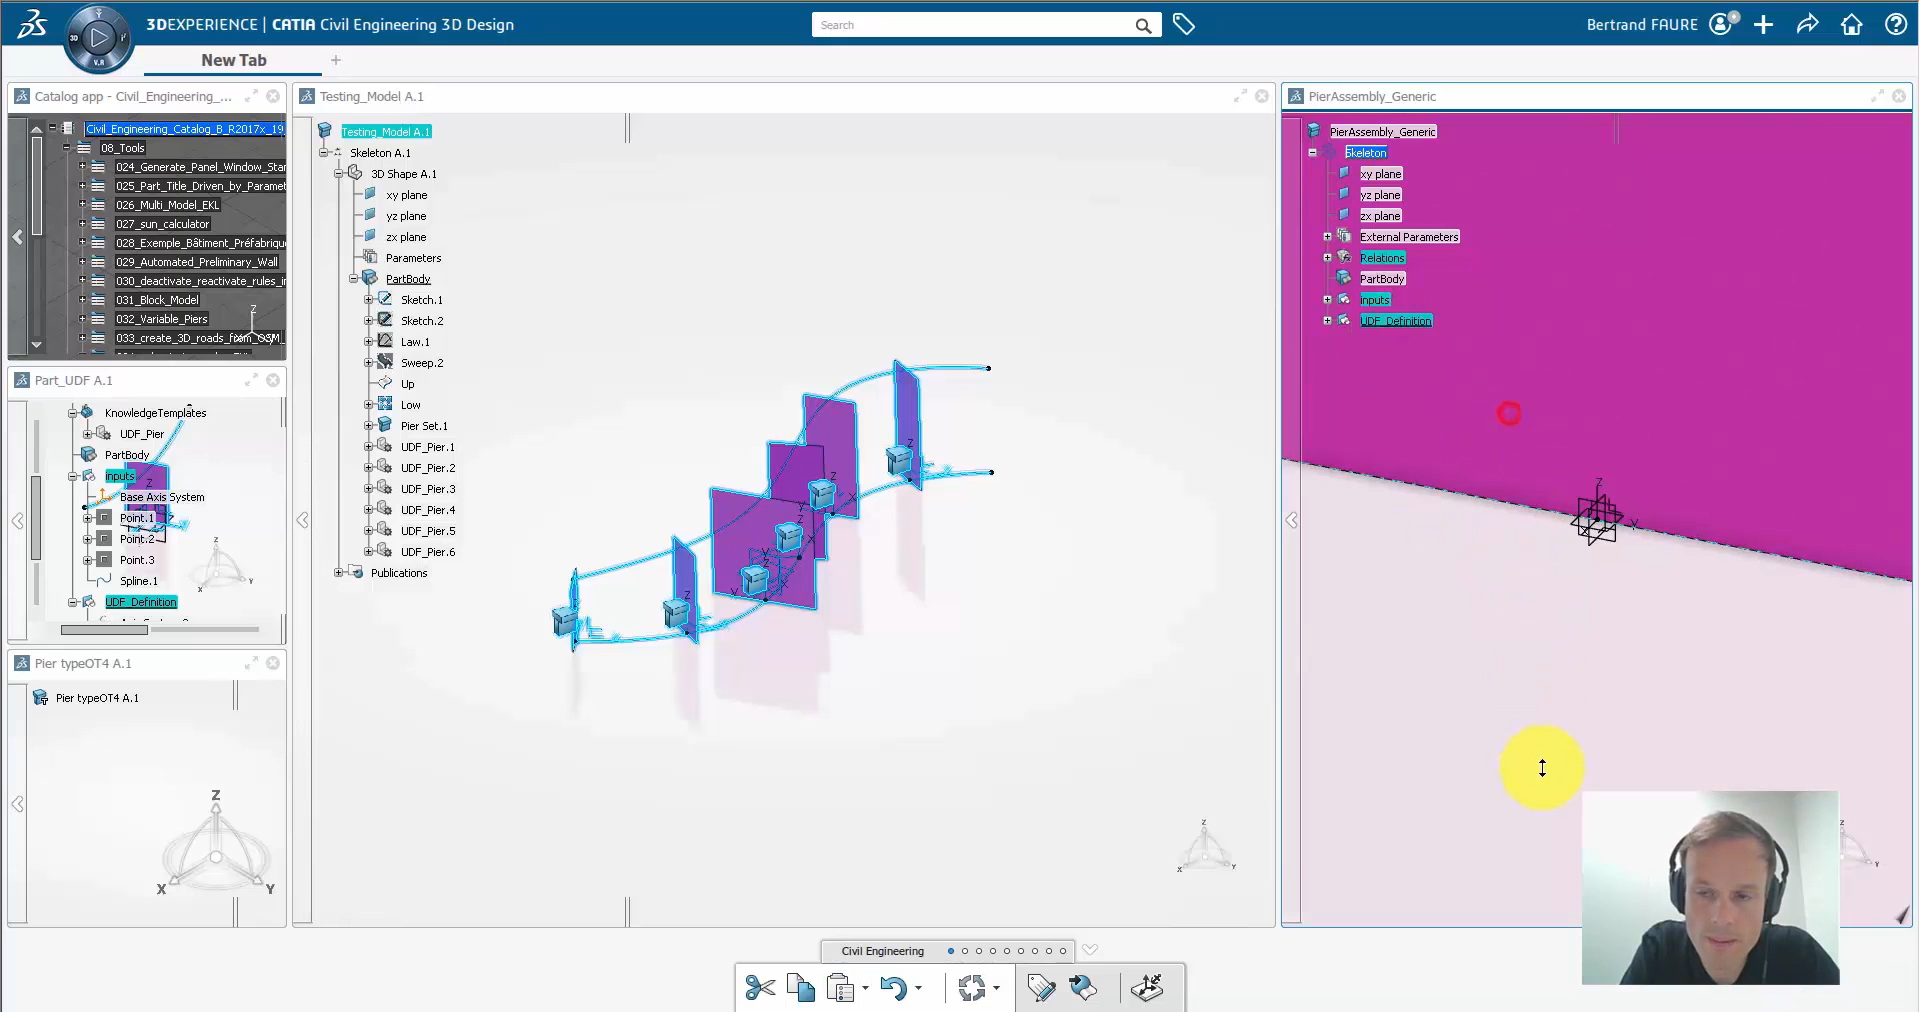 3DEXPERIENCE | CATIA Civil Engineering 3D Design
Search
Bertrand FAURE
3D
V.R
New Tab
Catalog app - Civil_Engineering_...
Civil_Engineering_Catalog_B_R2017x_19_
08_Tools
024_Generate_Panel_Window_Star
025_Part_Title_Driven_by_Paramet
026_Multi_Model_EKL
027_sun_calculator
028_Exemple_Bâtiment_Préfabriqu
029_Automated_Preliminary_Wall
030_deactivate_reactivate_rules_i
031_Block_Model
032_Variable_Piers
033_create_3D_roads_from_OSM_
Z
Part_UDF A.1
KnowledgeTemplates
UDF_Pier
PartBody
inputs
Base Axis System
Point.1
Point.2
Point.3
Spline.1
UDF_Definition
Z
X
Y
Pier typeOT4 A.1
Pier typeOT4 A.1
Z
X
Y
Testing_Model A.1
Testing_Model A.1
Skeleton A.1
3D Shape A.1
xy plane
yz plane
zx plane
Parameters
PartBody
Sketch.1
Sketch.2
Law.1
Sweep.2
Up
Low
Pier Set.1
UDF_Pier.1
UDF_Pier.2
UDF_Pier.3
UDF_Pier.4
UDF_Pier.5
UDF_Pier.6
Publications
Z
X
Y
PierAssembly_Generic
PierAssembly_Generic
Skeleton
xy plane
yz plane
zx plane
External Parameters
Relations
PartBody
inputs
UDF_Definition
Z
Y
Civil Engineering